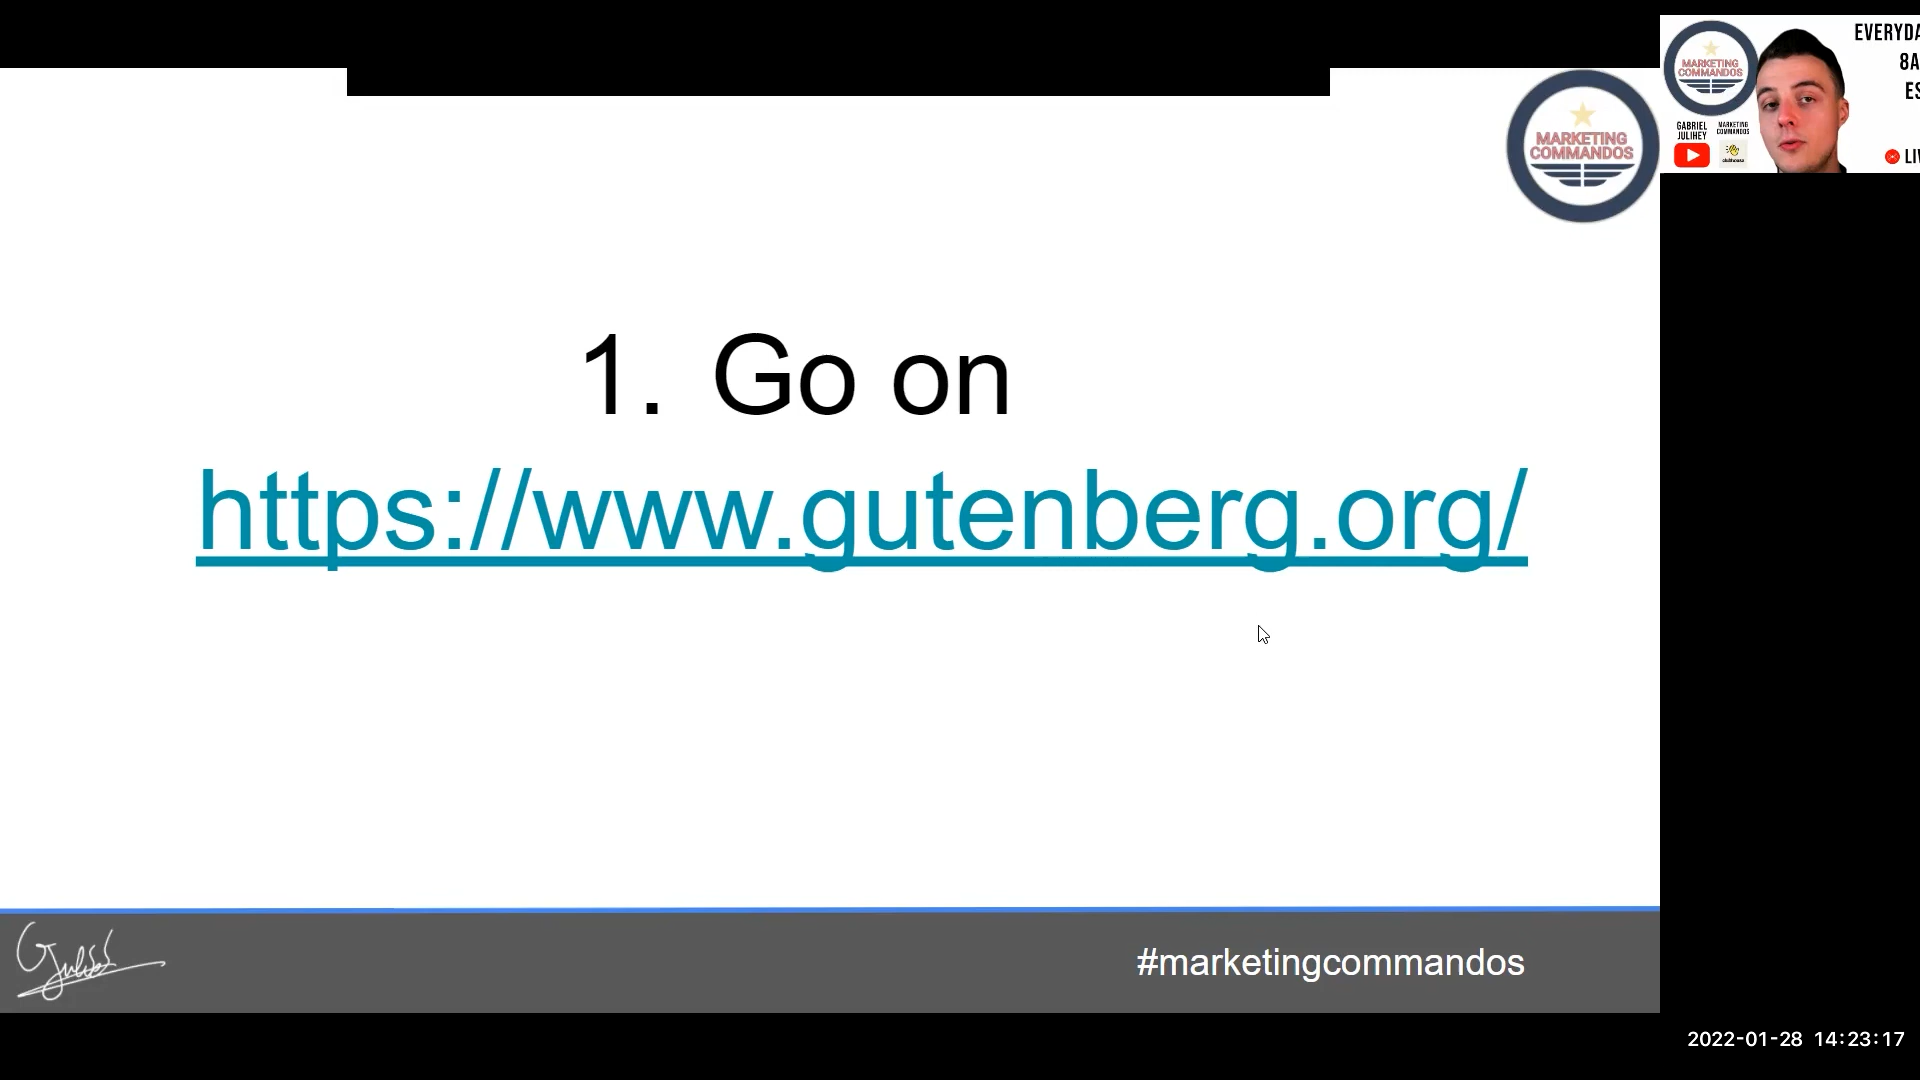 EVERYDA
8A
ES
MARKETING
COMMANDOS
GABRIEL
JULIHEY
MARKETING
COMMANDOS
clubhouse
LIV
MARKETING
COMMANDOS
1. Go on
https://www.gutenberg.org/
#marketingcommandos
2022-01-28 14:23:17